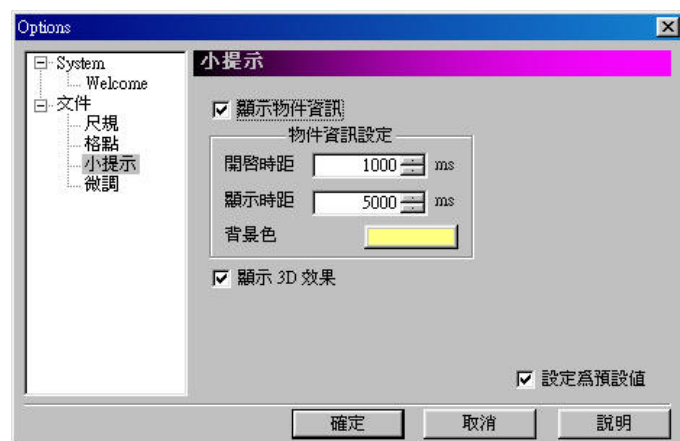 Options
System
Welcome
文件
尺規
格點
小提示
微調
小提示
顯示物件資訊
物件資訊設定
開啓時距 1000 ms
顯示時距 5000 ms
背景色
顯示 3D 效果
設定爲預設值
確定 取消 說明